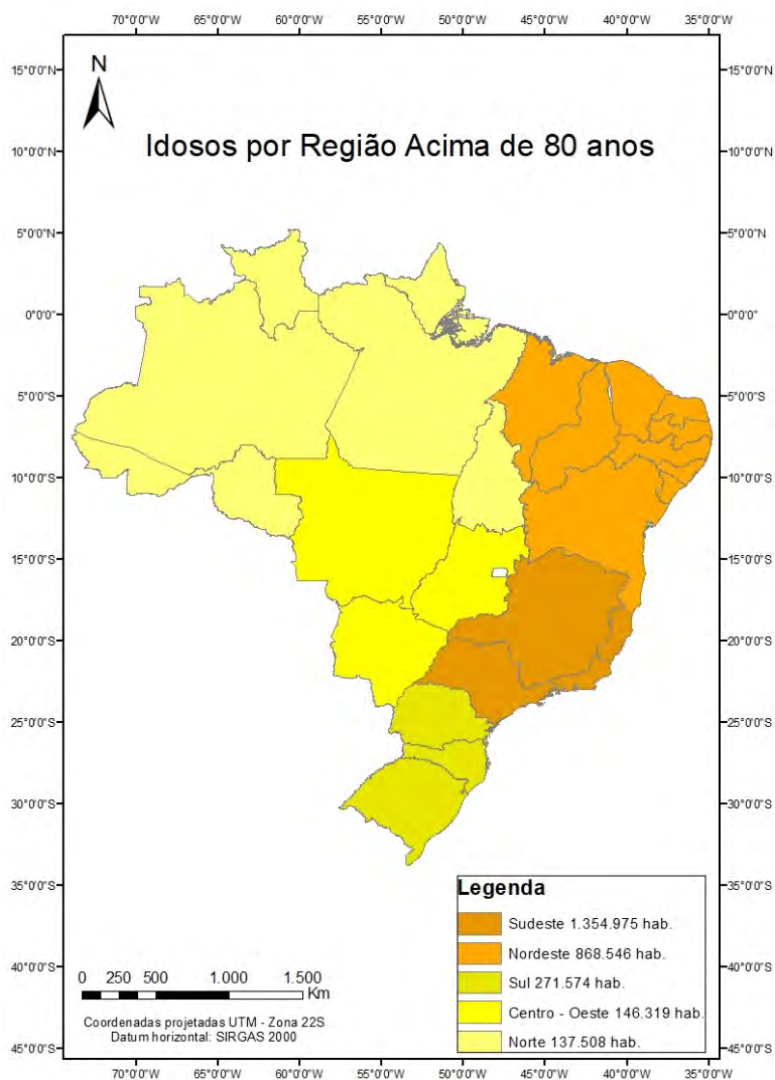 70°0'0"W 65°0'0"W 60°0'0"W 55°0'0"W 50°0'0"W 45°0'0"W 40°0'0"W 35°0'0"W
15°0'0"N 15°0'0"N
N
Idosos por Região Acima de 80 anos
10°0'0"N 10°0'0"N
5°0'0"N 5°0'0"N
0°0'0" 0°0'0"
5°0'0"S 5°0'0"S
10°0'0"S 10°0'0"S
15°0'0"S 15°0'0"S
20°0'0"S 20°0'0"S
25°0'0"S 25°0'0"S
30°0'0"S 30°0'0"S
35°0'0"S 35°0'0"S
Legenda
Sudeste 1.354.975 hab.
Nordeste 868.546 hab.
Sul 271.574 hab.
Centro - Oeste 146.319 hab.
Norte 137.508 hab.
40°0'0"S 40°0'0"S
0 250 500 1.000 1.500
Km
Coordenadas projetadas UTM - Zona 22S
Datum horizontal: SIRGAS 2000
45°0'0"S 45°0'0"S
70°0'0"W 65°0'0"W 60°0'0"W 55°0'0"W 50°0'0"W 45°0'0"W 40°0'0"W 35°0'0"W